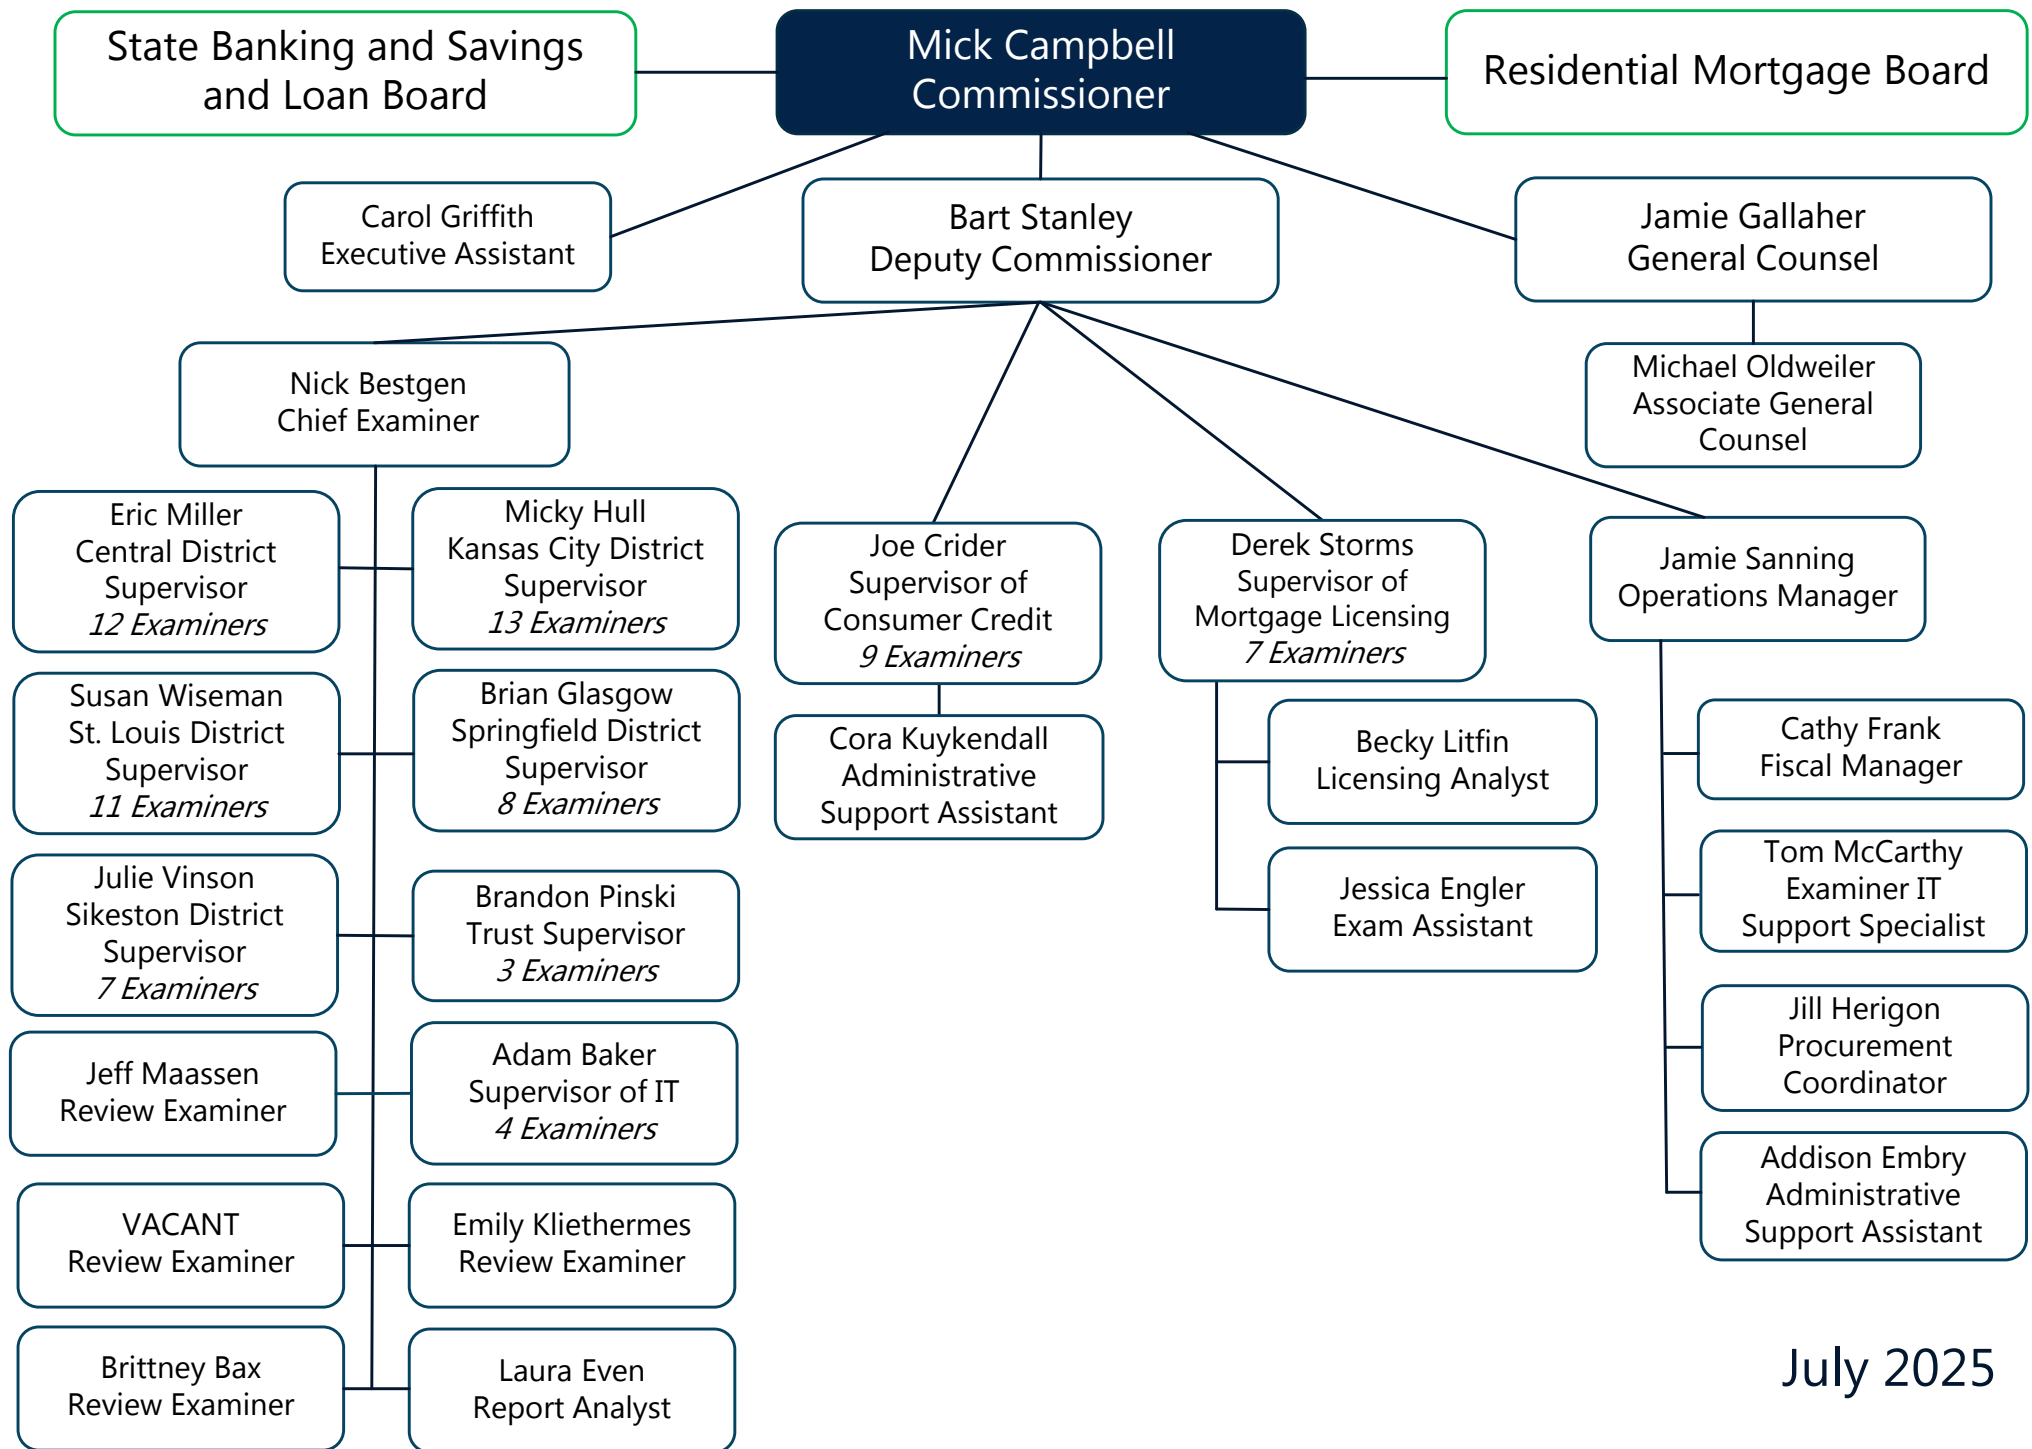 State Banking and Savings
and Loan Board
Mick Campbell
Commissioner
Residential Mortgage Board
Carol Griffith
Executive Assistant
Bart Stanley
Deputy Commissioner
Jamie Gallaher
General Counsel
Michael Oldweiler
Associate General
Counsel
Nick Bestgen
Chief Examiner
Eric Miller
Central District
Supervisor
12 Examiners
Micky Hull
Kansas City District
Supervisor
13 Examiners
Susan Wiseman
St. Louis District
Supervisor
11 Examiners
Brian Glasgow
Springfield District
Supervisor
8 Examiners
Julie Vinson
Sikeston District
Supervisor
7 Examiners
Brandon Pinski
Trust Supervisor
3 Examiners
Jeff Maassen
Review Examiner
Adam Baker
Supervisor of IT
4 Examiners
VACANT
Review Examiner
Emily Kliethermes
Review Examiner
Brittney Bax
Review Examiner
Laura Even
Report Analyst
Joe Crider
Supervisor of
Consumer Credit
9 Examiners
Cora Kuykendall
Administrative
Support Assistant
Derek Storms
Supervisor of
Mortgage Licensing
7 Examiners
Becky Litfin
Licensing Analyst
Jessica Engler
Exam Assistant
Jamie Sanning
Operations Manager
Cathy Frank
Fiscal Manager
Tom McCarthy
Examiner IT
Support Specialist
Jill Herigon
Procurement
Coordinator
Addison Embry
Administrative
Support Assistant
July 2025